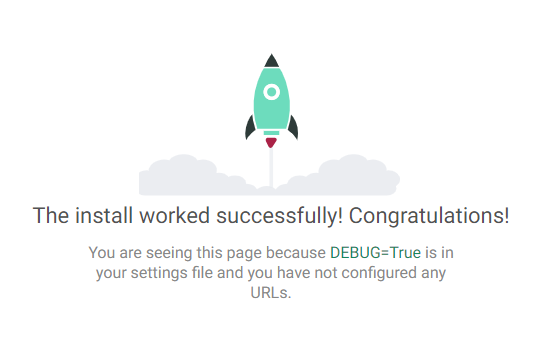 The install worked successfully! Congratulations!
You are seeing this page because DEBUG=True is in
your settings file and you have not configured any
URLs.